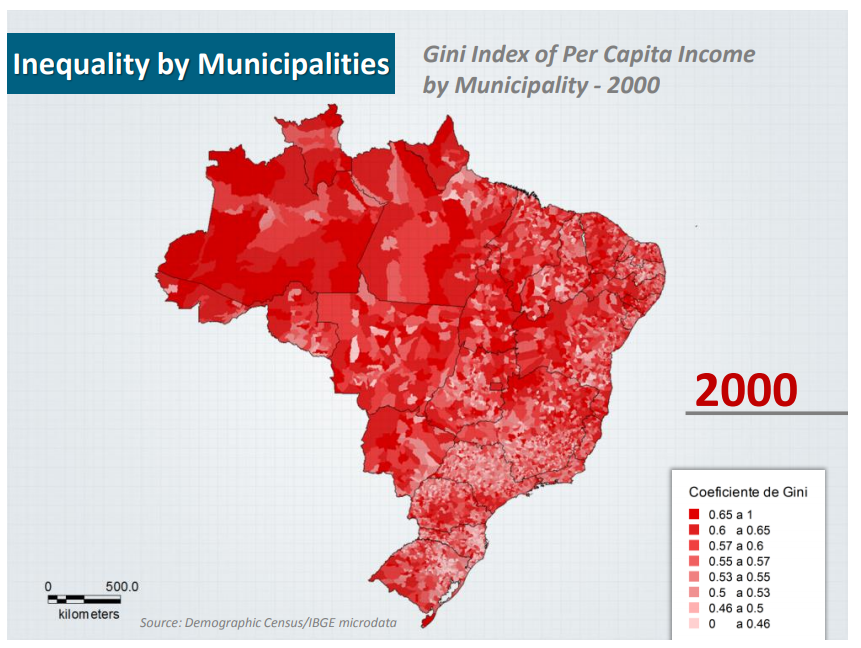 Inequality by Municipalities
Gini Index of Per Capita Income
by Municipality - 2000
2000
Coeficiente de Gini
0.65 a 1
0.6 a 0.65
0.57 a 0.6
0.55 a 0.57
0.53 a 0.55
0.5 a 0.53
0.46 a 0.5
0 a 0.46
0 500.0
kilometers
Source: Demographic Census/IBGE microdata